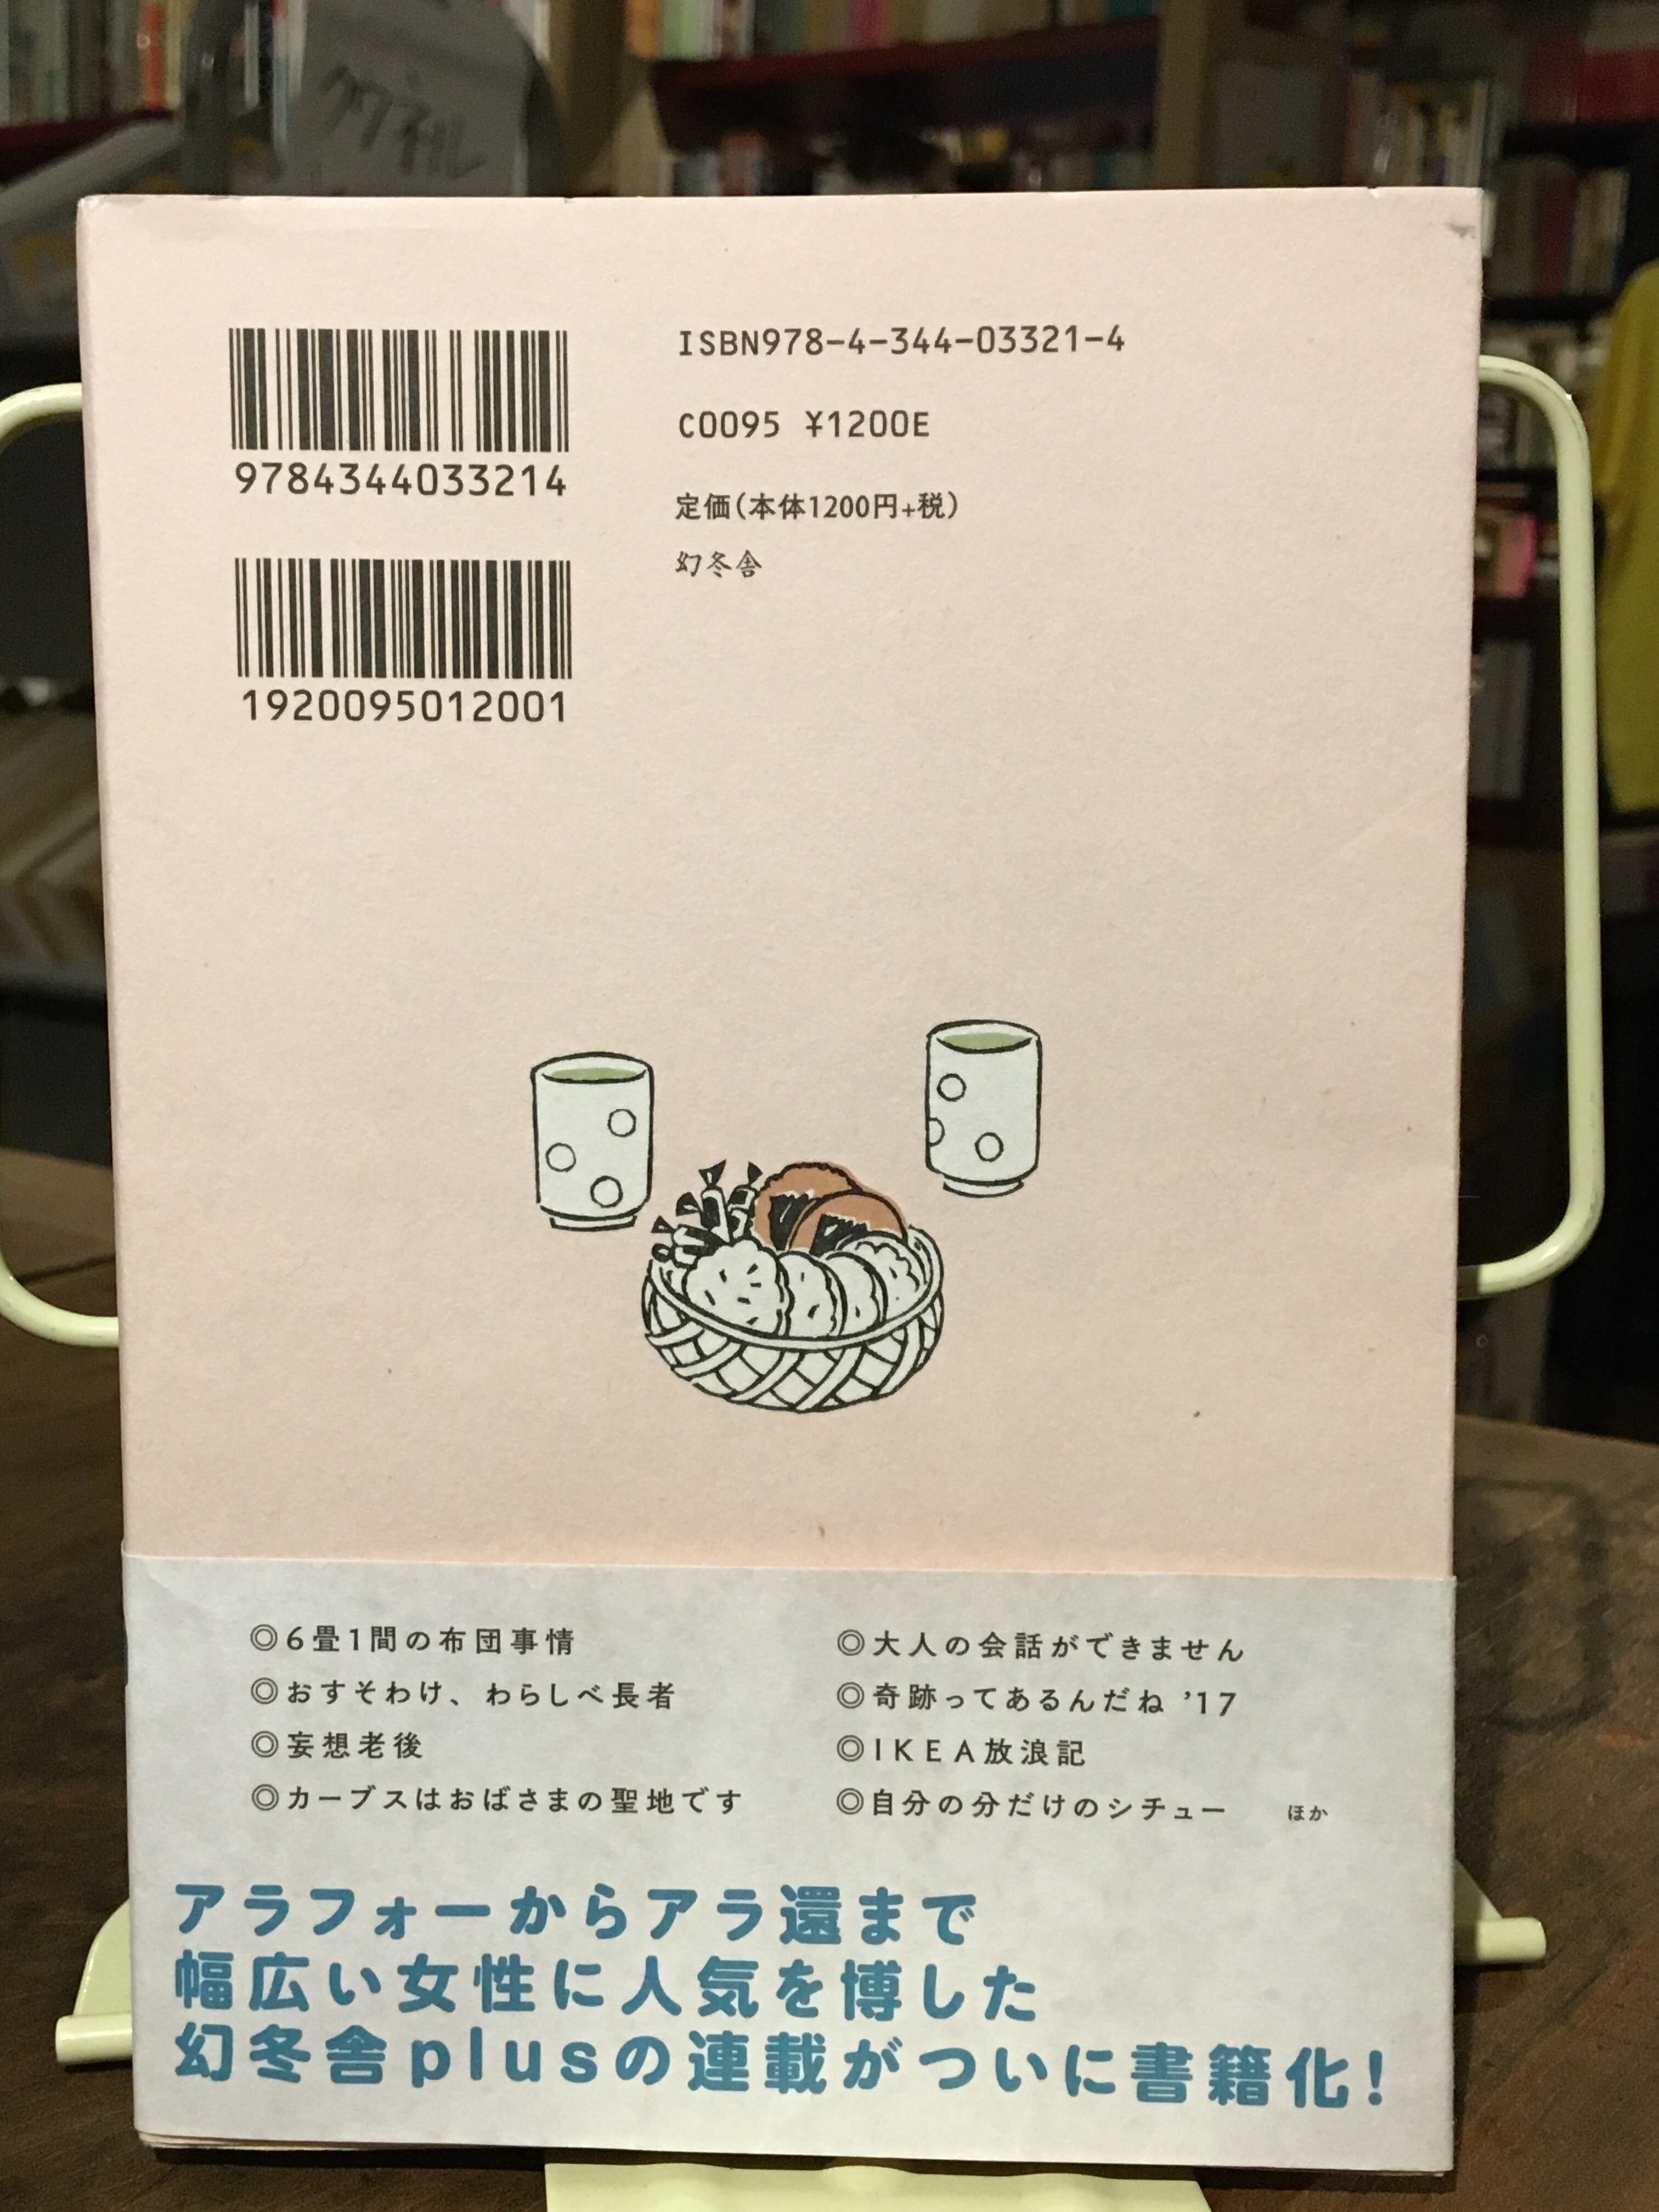 クウネル
ISBN978-4-344-03321-4
C0095 ¥1200E
定価(本体1200円+税)
幻冬舎
9784344033214
1920095012001
◎6畳1間の布団事情
◎おすそわけ、わらしべ長者
◎妄想老後
◎カーブスはおばさまの聖地です
◎大人の会話ができません
◎奇跡ってあるんだね ’17
◎IKEA放浪記
◎自分の分だけのシチュー ほか
アラフォーからアラ還まで
幅広い女性に人気を博した
幻冬舎plusの連載がついに書籍化!